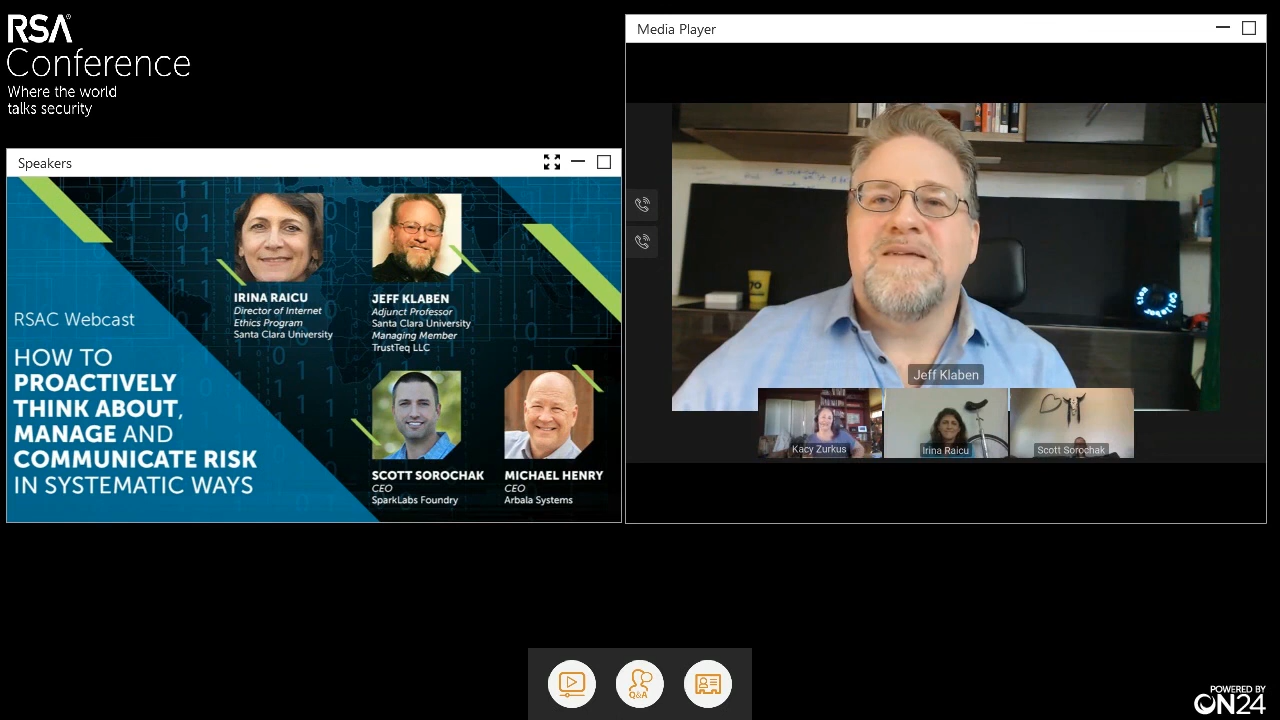 RSA
Conference
Where the world
talks security
Media Player
Speakers
RSAC Webcast
HOW TO
PROACTIVELY
THINK ABOUT,
MANAGE AND
COMMUNICATE RISK
IN SYSTEMATIC WAYS
IRINA RAICU
Director of Internet
Ethics Program
Santa Clara University
JEFF KLABEN
Adjunct Professor
Santa Clara University
Managing Member
TrustTeq LLC
SCOTT SOROCHAK
CEO
SparkLabs Foundry
MICHAEL HENRY
CEO
Arbala Systems
Jeff Klaben
Kacy Zurkus
Irina Raicu
Scott Sorochak
Q&A
POWERED BY
ON24